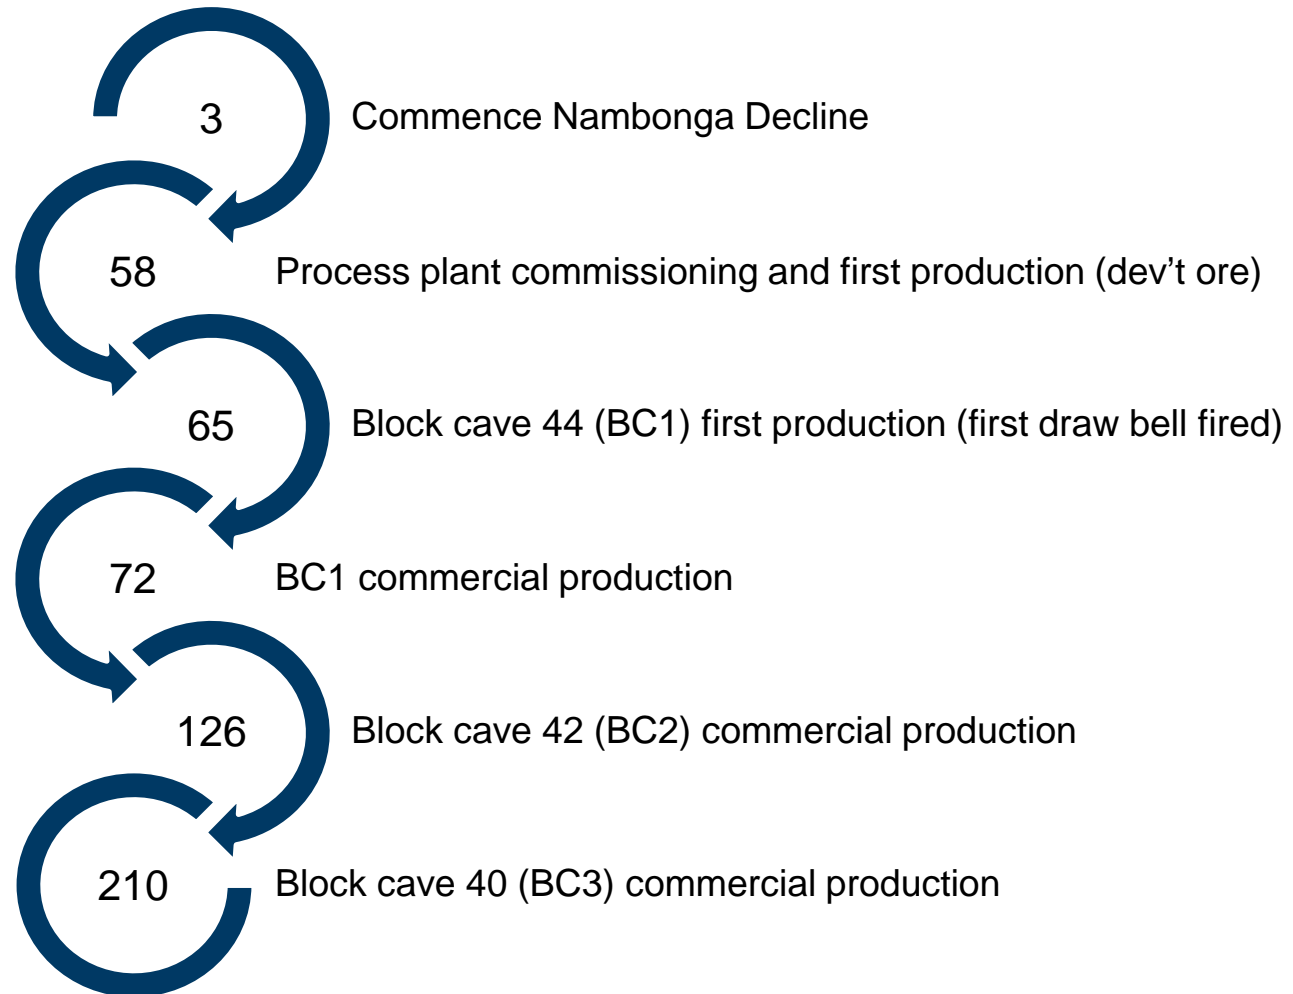 3
Commence Nambonga Decline
58
Process plant commissioning and first production (dev’t ore)
65
Block cave 44 (BC1) first production (first draw bell fired)
72
BC1 commercial production
126
Block cave 42 (BC2) commercial production
210
Block cave 40 (BC3) commercial production